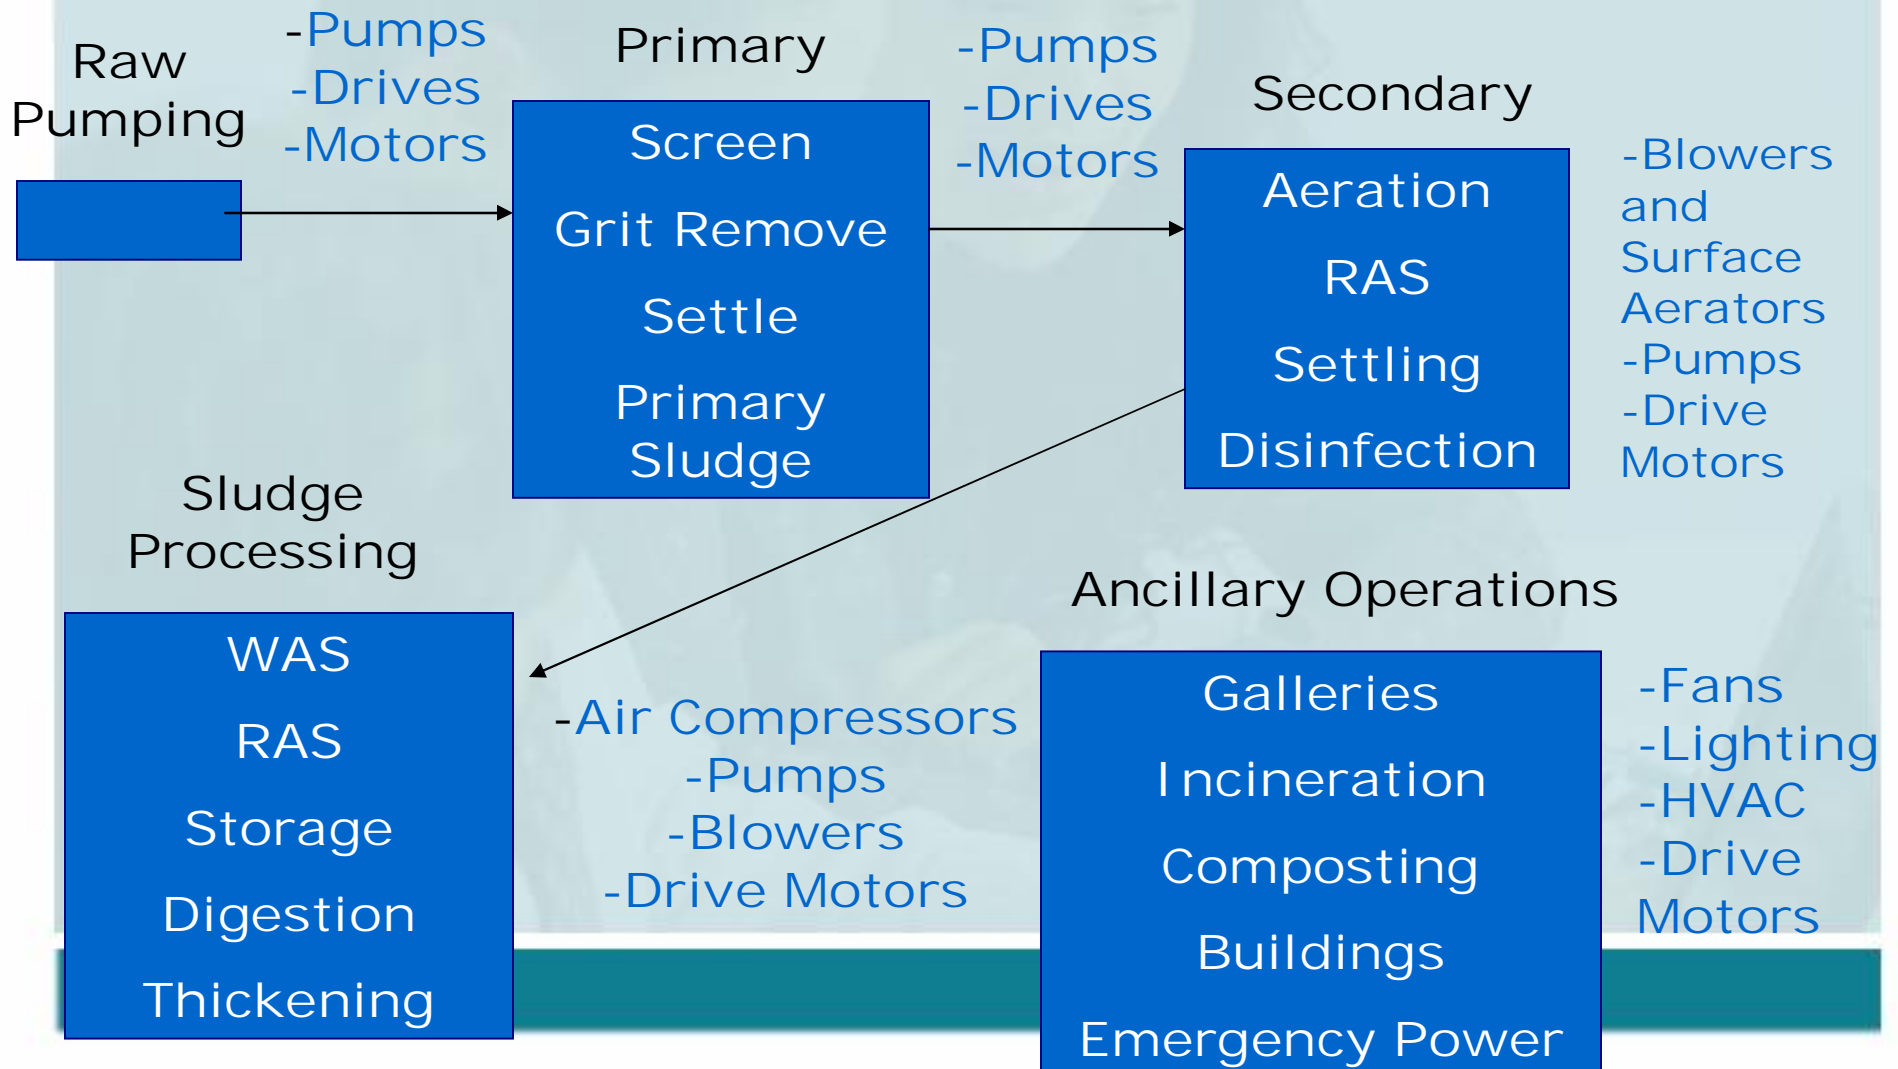 Raw
Pumping
-Pumps
-Drives
-Motors
Primary
Screen
Grit Remove
Settle
Primary
Sludge
-Pumps
-Drives
-Motors
Secondary
Aeration
RAS
Settling
Disinfection
-Blowers
and
Surface
Aerators
-Pumps
-Drive
Motors
Sludge
Processing
WAS
RAS
Storage
Digestion
Thickening
-Air Compressors
-Pumps
-Blowers
-Drive Motors
Ancillary Operations
Galleries
Incineration
Composting
Buildings
Emergency Power
-Fans
-Lighting
-HVAC
-Drive
Motors